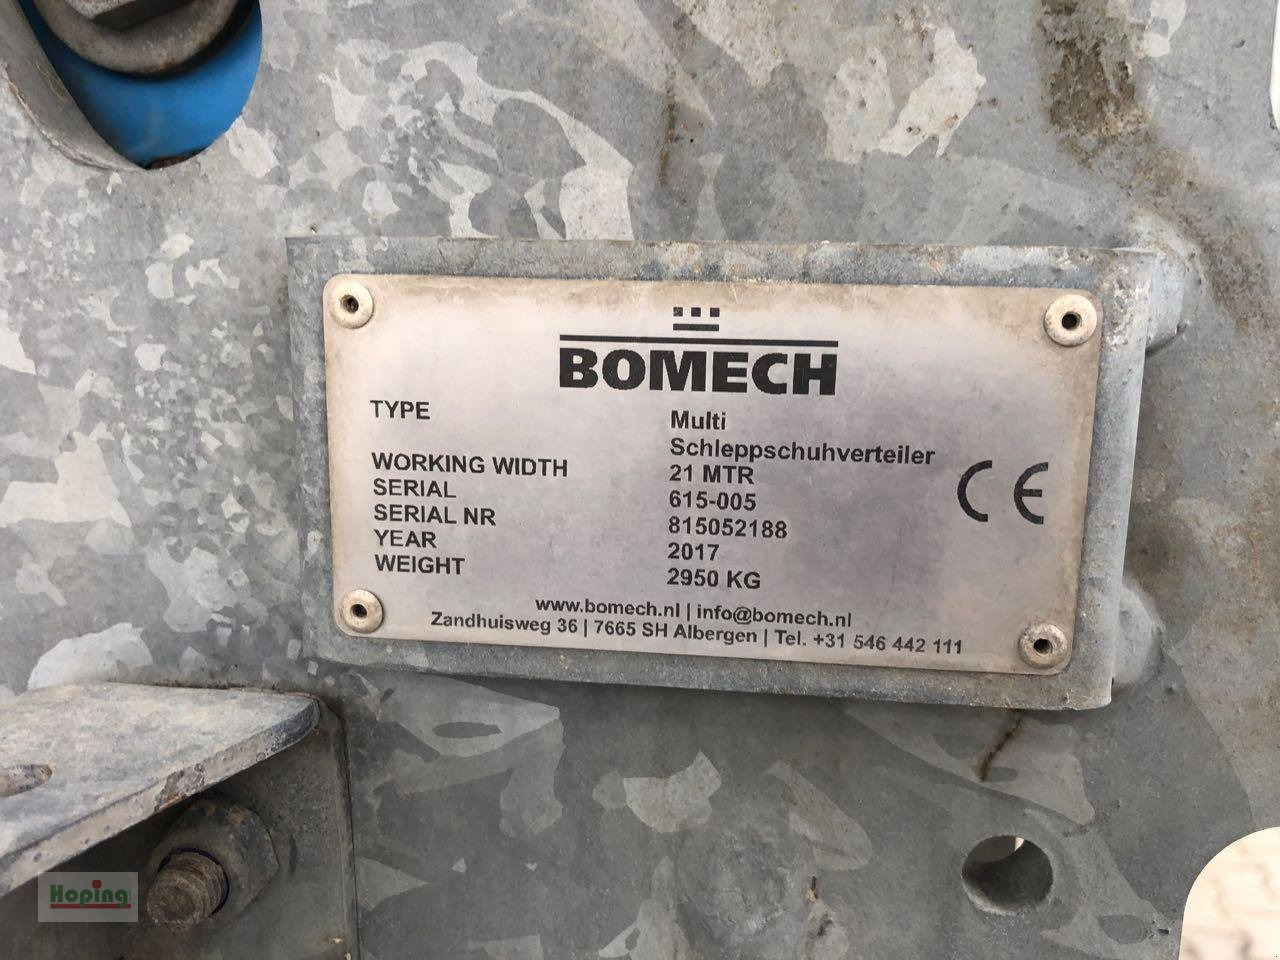 BOMECH
TYPE Multi
Schleppschuhverteiler
WORKING WIDTH 21 MTR
SERIAL 615-005
SERIAL NR 815052188
YEAR 2017
WEIGHT 2950 KG
CE
www.bomech.nl | info@bomech.nl
Zandhuisweg 36 | 7665 SH Albergen | Tel. +31 546 442 111
Hoping